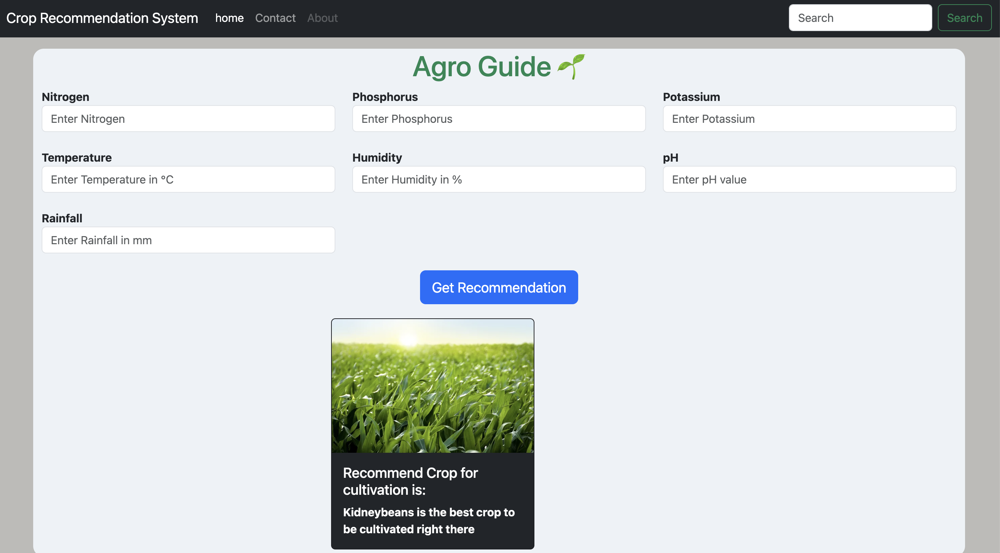 Crop Recommendation System home Contact About Search Search
Agro Guide 🌱
Nitrogen Phosphorus Potassium
Enter Nitrogen Enter Phosphorus Enter Potassium
Temperature Humidity pH
Enter Temperature in °C Enter Humidity in % Enter pH value
Rainfall
Enter Rainfall in mm
Get Recommendation
Recommend Crop for
cultivation is:
Kidneybeans is the best crop to
be cultivated right there